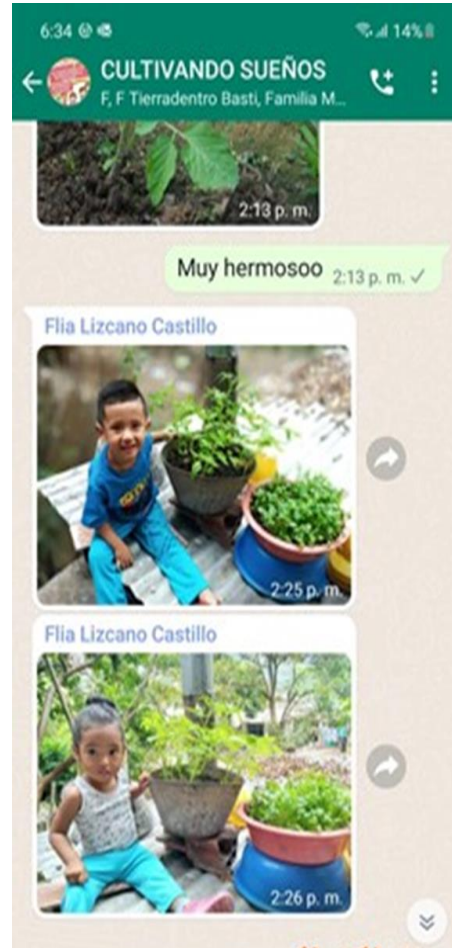 6:34
14%
CULTIVANDO SUEÑOS
F, F Tierradentro Basti, Familia M...
2:13 p. m.
Muy hermosoo 2:13 p. m.
Flia Lizcano Castillo
2:25 p. m.
Flia Lizcano Castillo
2:26 p. m.